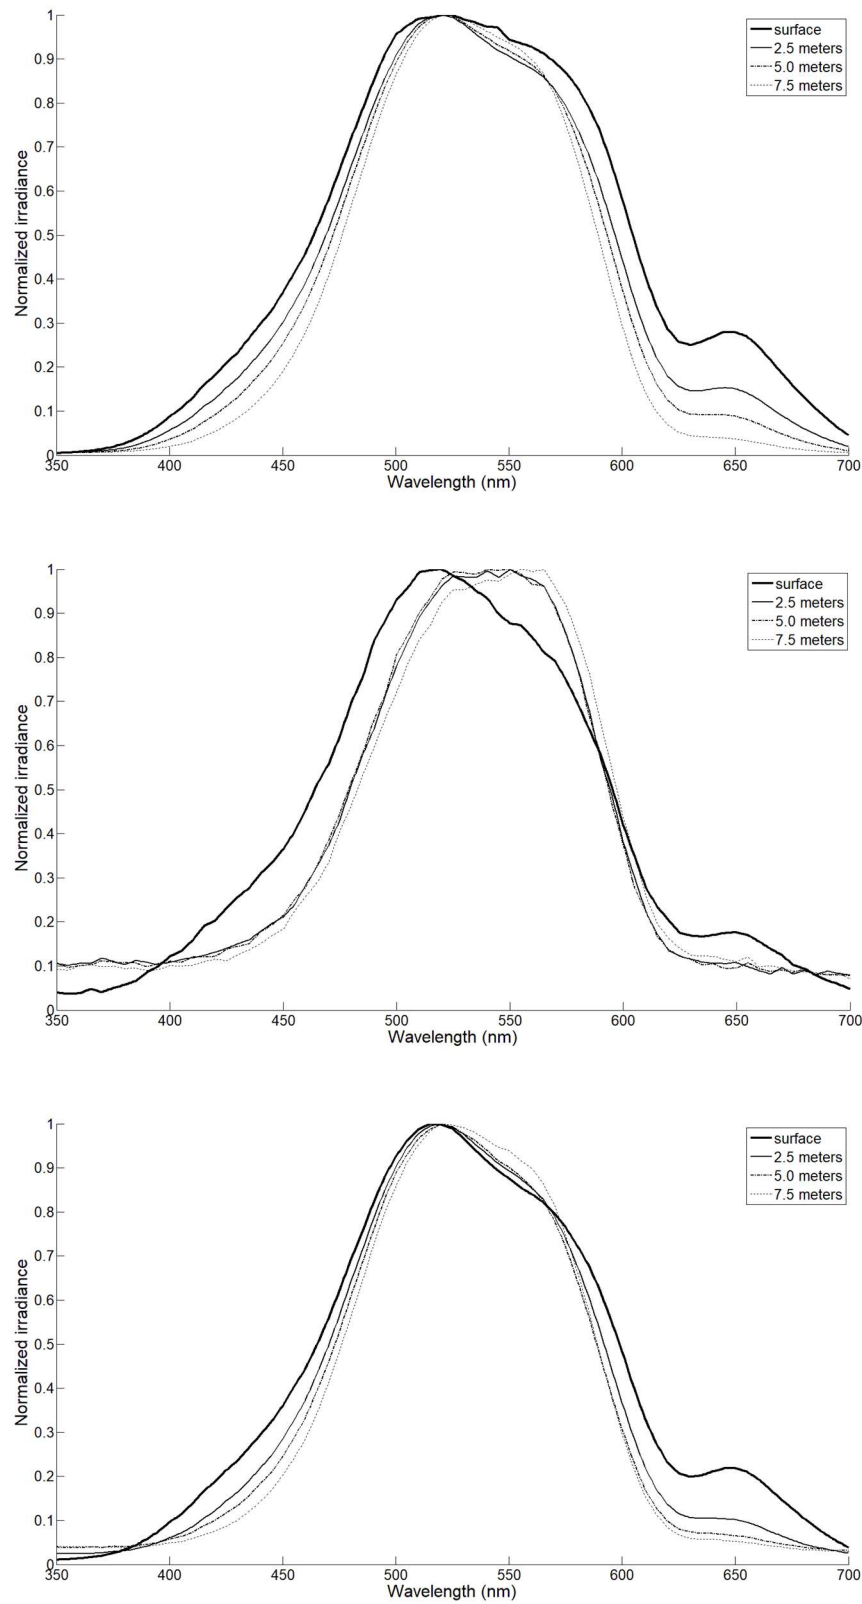 1
0.9
0.8
0.7
0.6
0.5
0.4
0.3
0.2
0.1
0
Normalized irradiance
350 400 450 500 550 600 650 700
Wavelength (nm)
surface
2.5 meters
5.0 meters
7.5 meters
1
0.9
0.8
0.7
0.6
0.5
0.4
0.3
0.2
0.1
0
Normalized irradiance
350 400 450 500 550 600 650 700
Wavelength (nm)
surface
2.5 meters
5.0 meters
7.5 meters
1
0.9
0.8
0.7
0.6
0.5
0.4
0.3
0.2
0.1
0
Normalized irradiance
350 400 450 500 550 600 650 700
Wavelength (nm)
surface
2.5 meters
5.0 meters
7.5 meters